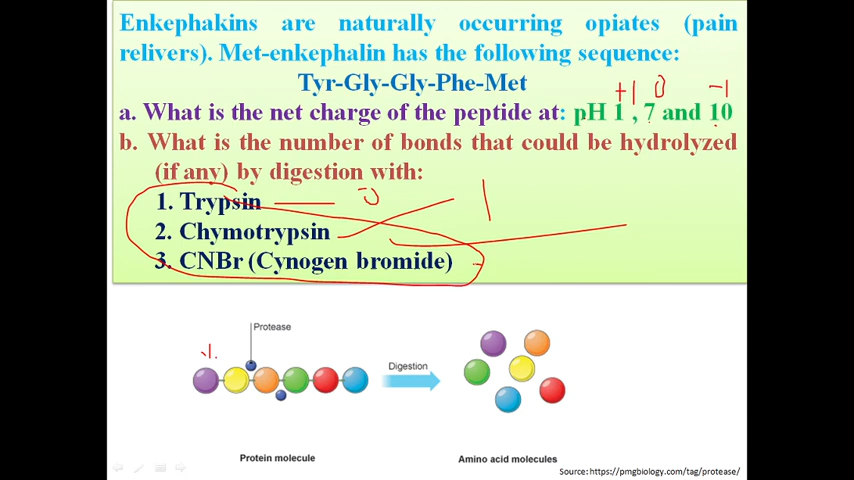 Enkephakins are naturally occurring opiates (pain
relivers). Met-enkephalin has the following sequence:
Tyr-Gly-Gly-Phe-Met
+1 0 -1
a. What is the net charge of the peptide at: pH 1 , 7 and 10
b. What is the number of bonds that could be hydrolyzed
(if any) by digestion with:
1. Trypsin 0
2. Chymotrypsin 1
3. CNBr (Cynogen bromide)
Protease
Digestion
Protein molecule
Amino acid molecules
Source: https://pmgbiology.com/tag/protease/